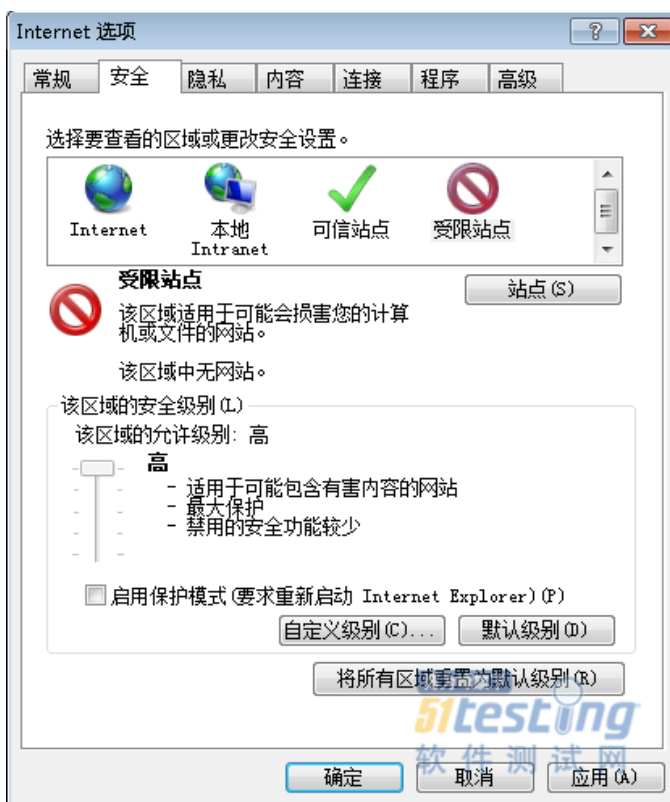 Internet 选项
常规 安全 隐私 内容 连接 程序 高级
选择要查看的区域或更改安全设置。
Internet
本地
Intranet
可信站点
受限站点
受限站点
站点(S)
该区域适用于可能会损害您的计算
机或文件的网站。
该区域中无网站。
该区域的安全级别(L)
该区域的允许级别: 高
高
- 适用于可能包含有害内容的网站
- 最大保护
- 禁用的安全功能较少
启用保护模式(要求重新启动 Internet Explorer)(P)
自定义级别(C)... 默认级别(D)
将所有区域重置为默认级别(R)
51testing
软件测试网
确定 取消 应用(A)